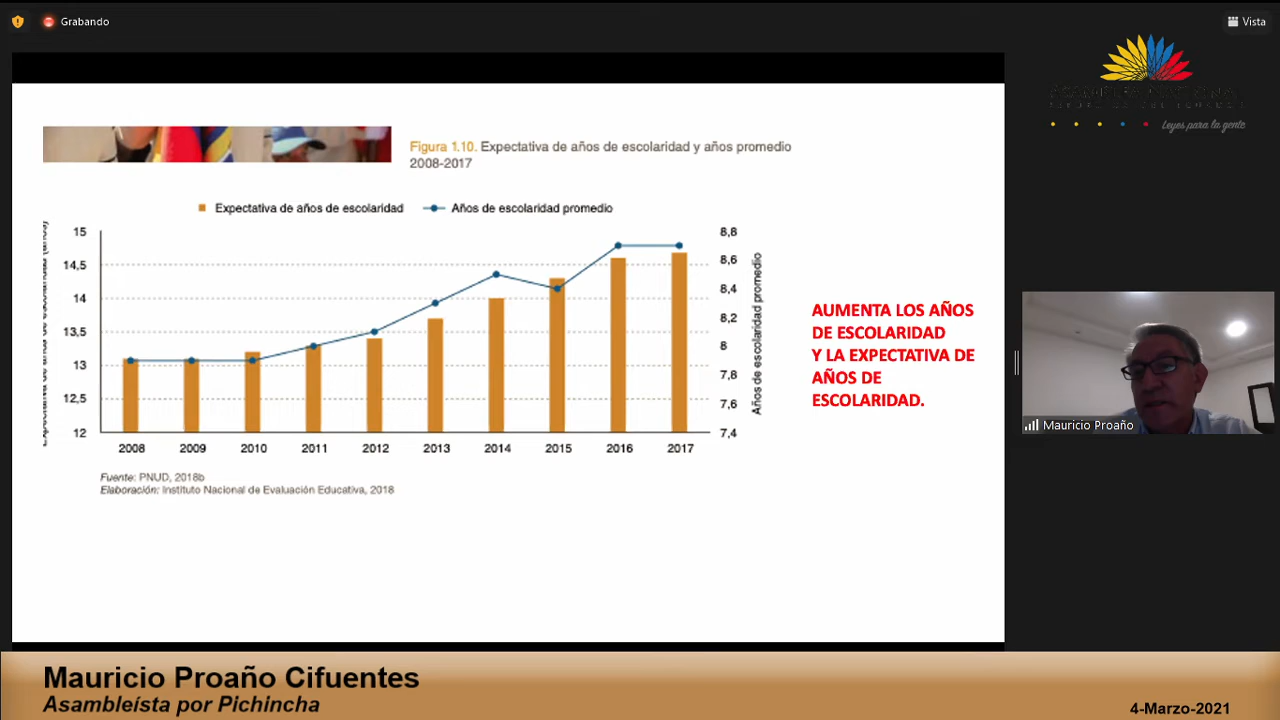 Grabando
Vista
ASAMBLEA NACIONAL
REPÚBLICA DEL ECUADOR
Leyes para la gente
Figura 1.10. Expectativa de años de escolaridad y años promedio
2008-2017
Expectativa de años de escolaridad
Años de escolaridad promedio
15
14,5
14
13,5
13
12,5
12
8,8
8,6
8,4
8,2
8
7,8
7,6
7,4
Años de escolaridad promedio
2008 2009 2010 2011 2012 2013 2014 2015 2016 2017
Fuente: PNUD, 2018b
Elaboración: Instituto Nacional de Evaluación Educativa, 2018
AUMENTA LOS AÑOS
DE ESCOLARIDAD
Y LA EXPECTATIVA DE
AÑOS DE
ESCOLARIDAD.
Mauricio Proaño
Mauricio Proaño Cifuentes
Asambleísta por Pichincha
4-Marzo-2021